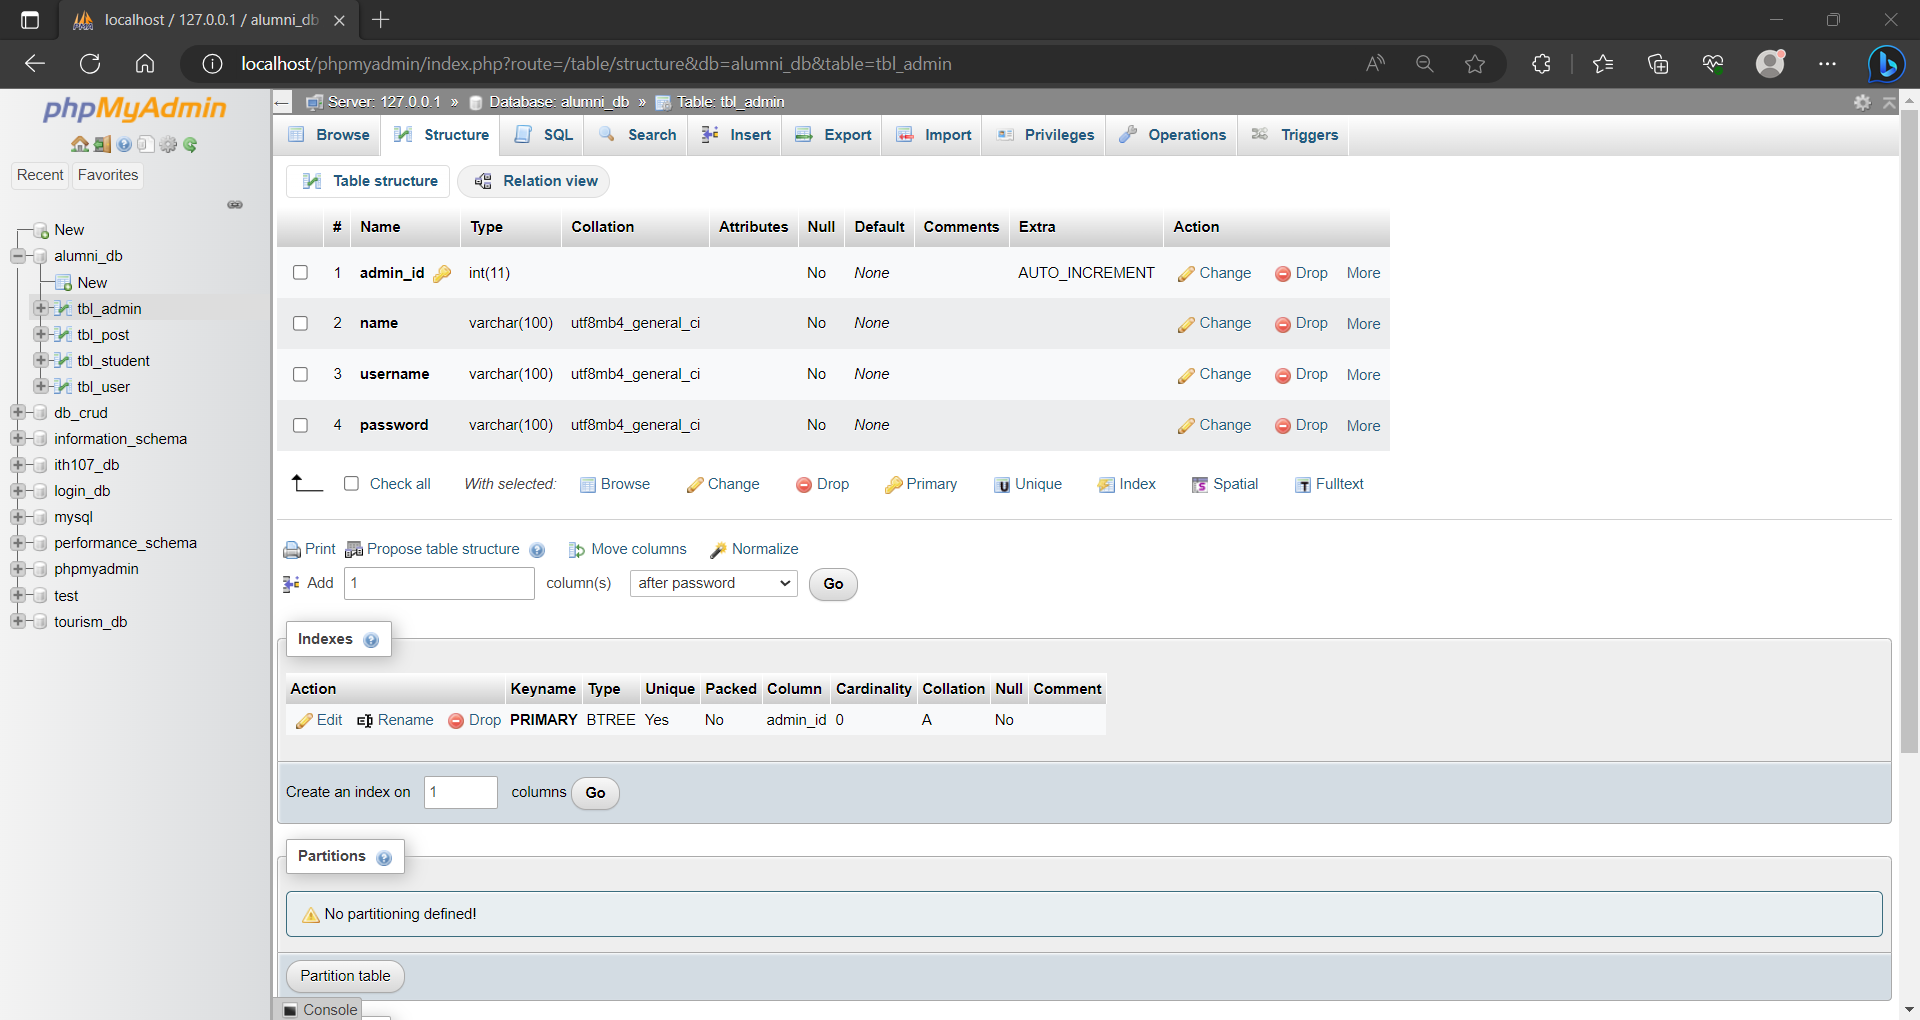 localhost / 127.0.0.1 / alumni_db
localhost/phpmyadmin/index.php?route=/table/structure&db=alumni_db&table=tbl_admin
phpMyAdmin
Recent Favorites
New
alumni_db
New
tbl_admin
tbl_post
tbl_student
tbl_user
db_crud
information_schema
ith107_db
login_db
mysql
performance_schema
phpmyadmin
test
tourism_db
Server: 127.0.0.1 » Database: alumni_db » Table: tbl_admin
Browse Structure SQL Search Insert Export Import Privileges Operations Triggers
Table structure Relation view
# Name Type Collation Attributes Null Default Comments Extra Action
1 admin_id int(11) No None AUTO_INCREMENT Change Drop More
2 name varchar(100) utf8mb4_general_ci No None Change Drop More
3 username varchar(100) utf8mb4_general_ci No None Change Drop More
4 password varchar(100) utf8mb4_general_ci No None Change Drop More
Check all With selected: Browse Change Drop Primary Unique Index Spatial Fulltext
Print Propose table structure Move columns Normalize
Add 1 column(s) after password Go
Indexes
Action Keyname Type Unique Packed Column Cardinality Collation Null Comment
Edit Rename Drop PRIMARY BTREE Yes No admin_id 0 A No
Create an index on 1 columns Go
Partitions
No partitioning defined!
Partition table
Console